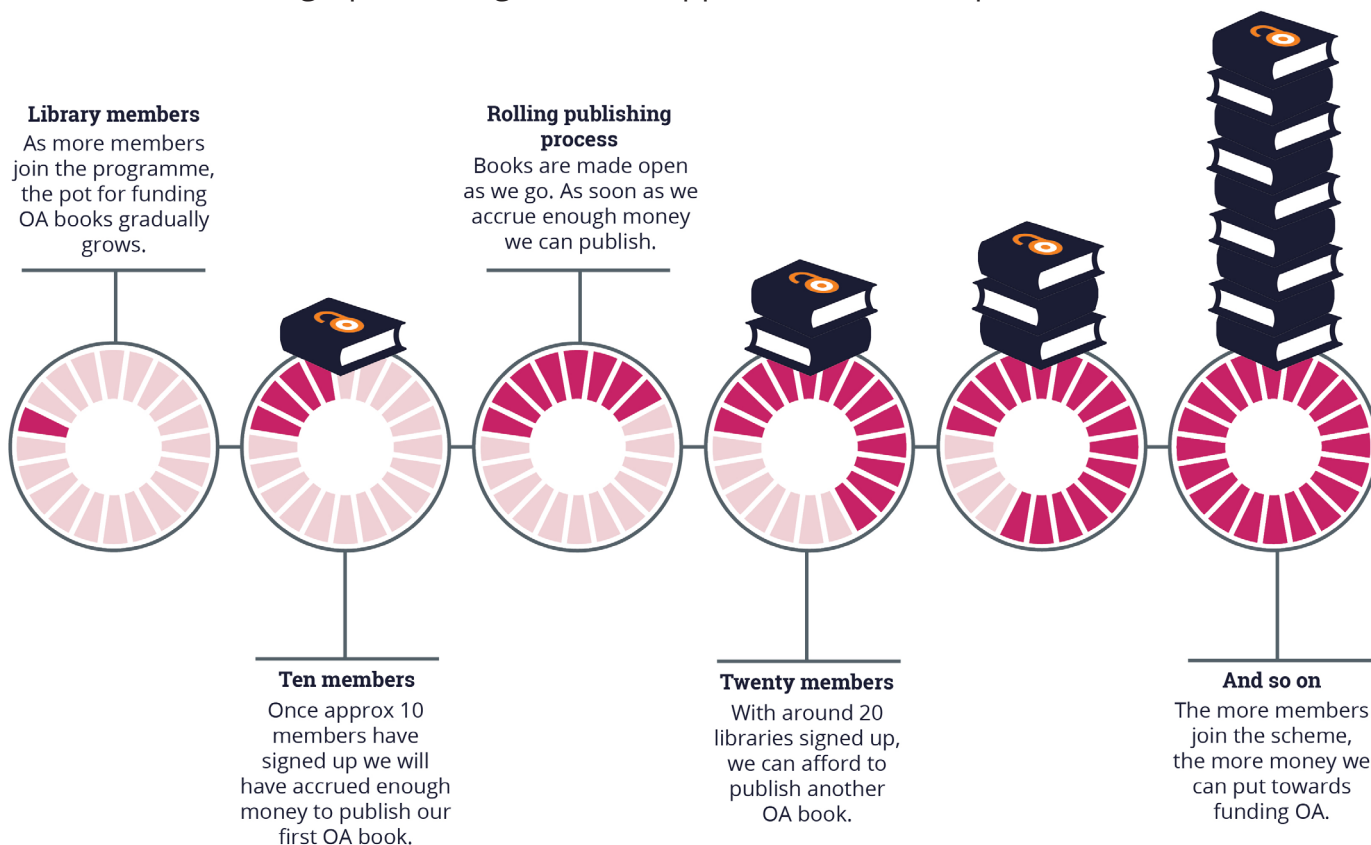 Library members
As more members
join the programme,
the pot for funding
OA books gradually
grows.
Rolling publishing
process
Books are made open
as we go. As soon as we
accrue enough money
we can publish.
Ten members
Once approx 10
members have
signed up we will
have accrued enough
money to publish our
first OA book.
Twenty members
With around 20
libraries signed up,
we can afford to
publish another
OA book.
And so on
The more members
join the scheme,
the more money we
can put towards
funding OA.